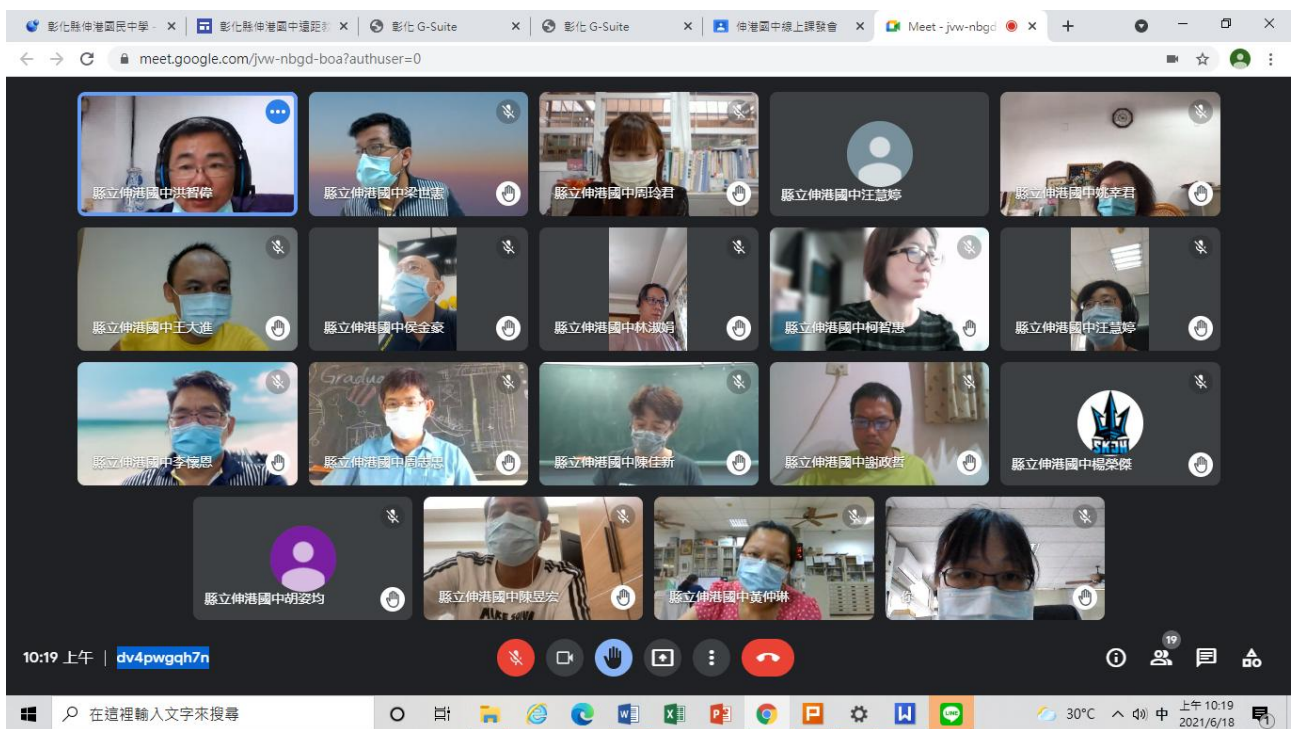 彰化縣伸港國民中學 -
彰化縣伸港國中遠距
彰化 G-Suite
彰化 G-Suite
伸港國中線上課發會
Meet - jvw-nbgd
meet.google.com/jvw-nbgd-boa?authuser=0
縣立伸港國中洪智偉
縣立伸港國中梁世憲
縣立伸港國中周玲君
縣立伸港國中汪慧婷
縣立伸港國中姚幸君
縣立伸港國中王大進
縣立伸港國中侯金豪
縣立伸港國中林淑娟
縣立伸港國中柯智惠
縣立伸港國中汪慧婷
縣立伸港國中李懷恩
Gradua
縣立伸港國中周志忠
縣立伸港國中陳佳新
縣立伸港國中謝政哲
SKJH
縣立伸港國中楊榮傑
縣立伸港國中胡姿均
縣立伸港國中陳昱宏
縣立伸港國中黃仲琳
你
10:19 上午 | dv4pwgqh7n
19
在這裡輸入文字來搜尋
30°C
中
上午 10:19
2021/6/18
1